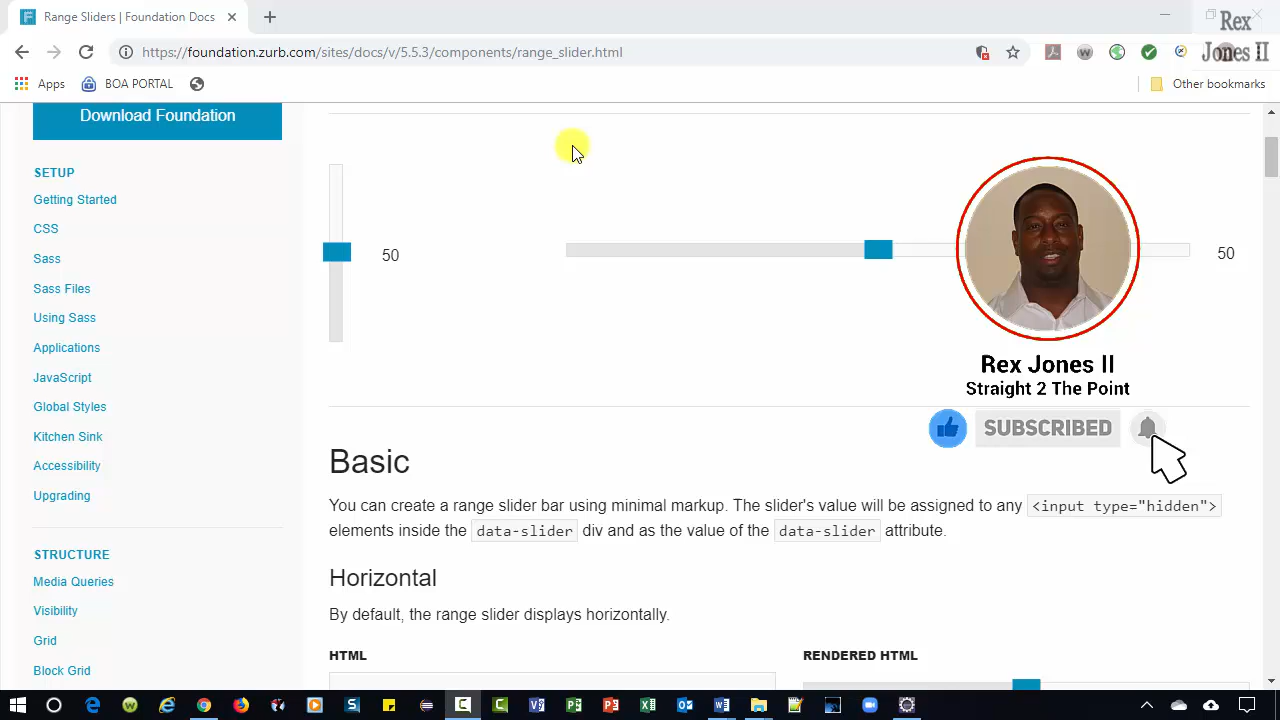 Range Sliders | Foundation Docs
Rex
Jones II
https://foundation.zurb.com/sites/docs/v/5.5.3/components/range_slider.html
Apps
BOA PORTAL
Other bookmarks
Download Foundation
SETUP
Getting Started
CSS
Sass
Sass Files
Using Sass
Applications
JavaScript
Global Styles
Kitchen Sink
Accessibility
Upgrading
STRUCTURE
Media Queries
Visibility
Grid
Block Grid
50
50
Rex Jones II
Straight 2 The Point
SUBSCRIBED
Basic
You can create a range slider bar using minimal markup. The slider's value will be assigned to any <input type="hidden">
elements inside the data-slider div and as the value of the data-slider attribute.
Horizontal
By default, the range slider displays horizontally.
HTML
RENDERED HTML